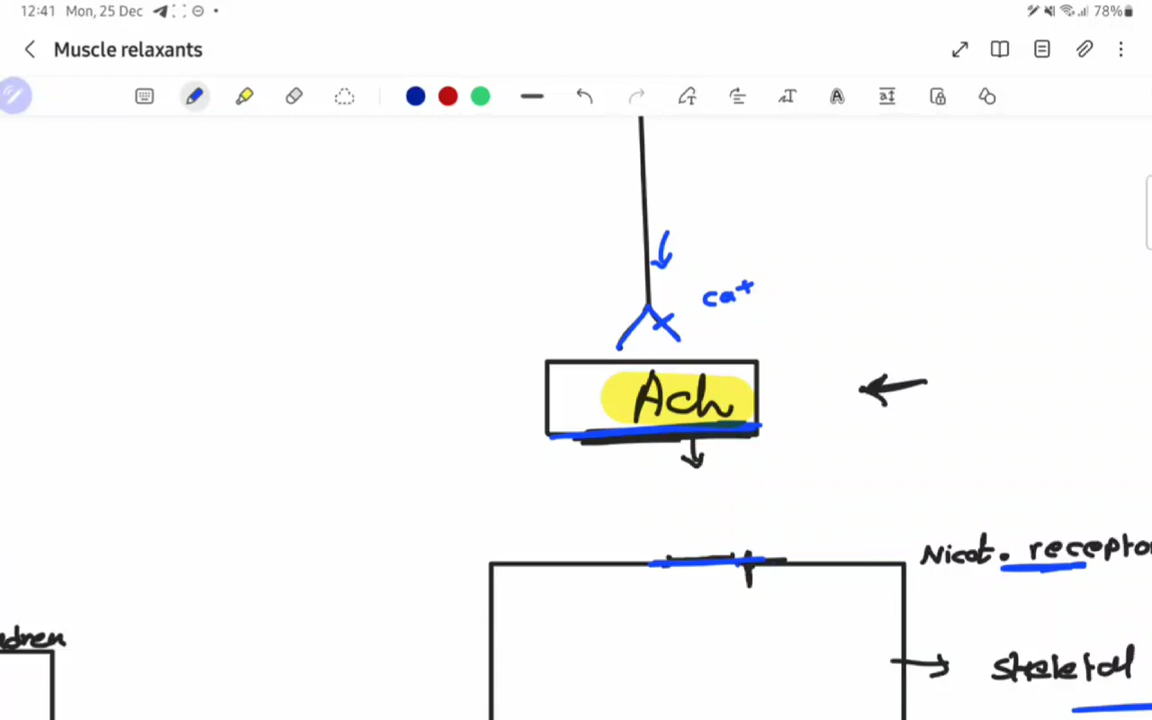 12:41 Mon, 25 Dec
78%
Muscle relaxants
ca+
Ach
Nicot. receptor
skeletal